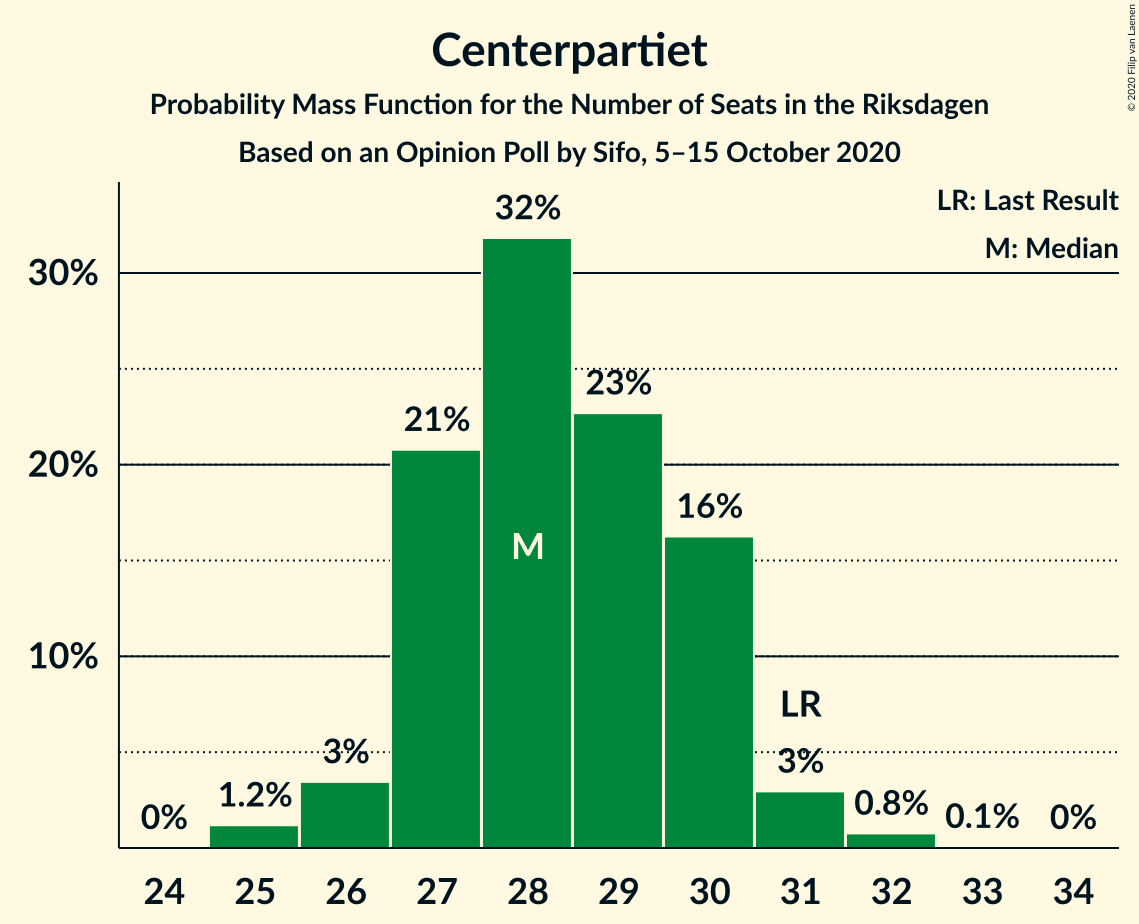 Centerpartiet
Probability Mass Function for the Number of Seats in the Riksdagen
Based on an Opinion Poll by Sifo, 5–15 October 2020
© 2020 Filip van Laenen
LR: Last Result
M: Median
30%
20%
10%
0%
1.2%
3%
21%
32%
M
23%
16%
LR
3%
0.8%
0.1%
0%
24 25 26 27 28 29 30 31 32 33 34